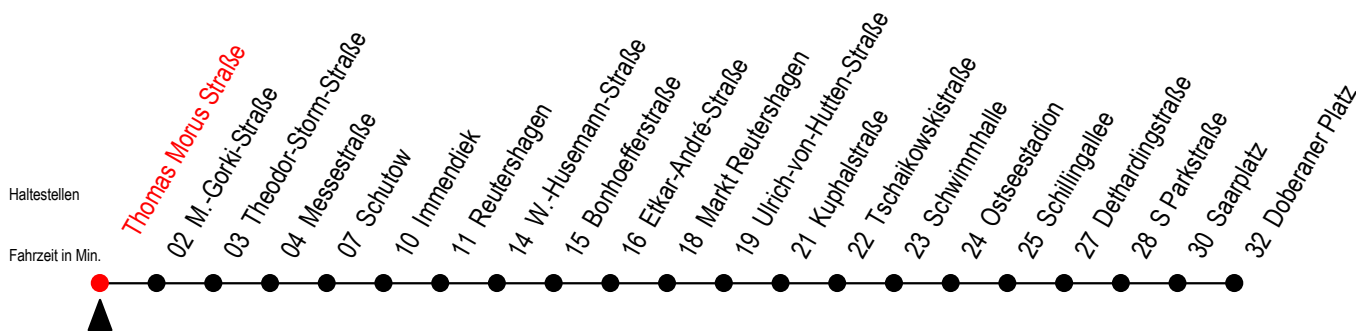 Haltestellen
Fahrzeit in Min.
Thomas Morus Straße
02 M.-Gorki-Straße
03 Theodor-Storm-Straße
04 Messestraße
07 Schutow
10 Immendiek
11 Reutershagen
14 W.-Husemann-Straße
15 Bonhoefferstraße
16 Etkar-André-Straße
18 Markt Reutershagen
19 Ulrich-von-Hutten-Straße
21 Kuphalstraße
22 Tschaikowskistraße
23 Schwimmhalle
24 Ostseestadion
25 Schillingallee
27 Dethardingstraße
28 S Parkstraße
30 Saarplatz
32 Doberaner Platz